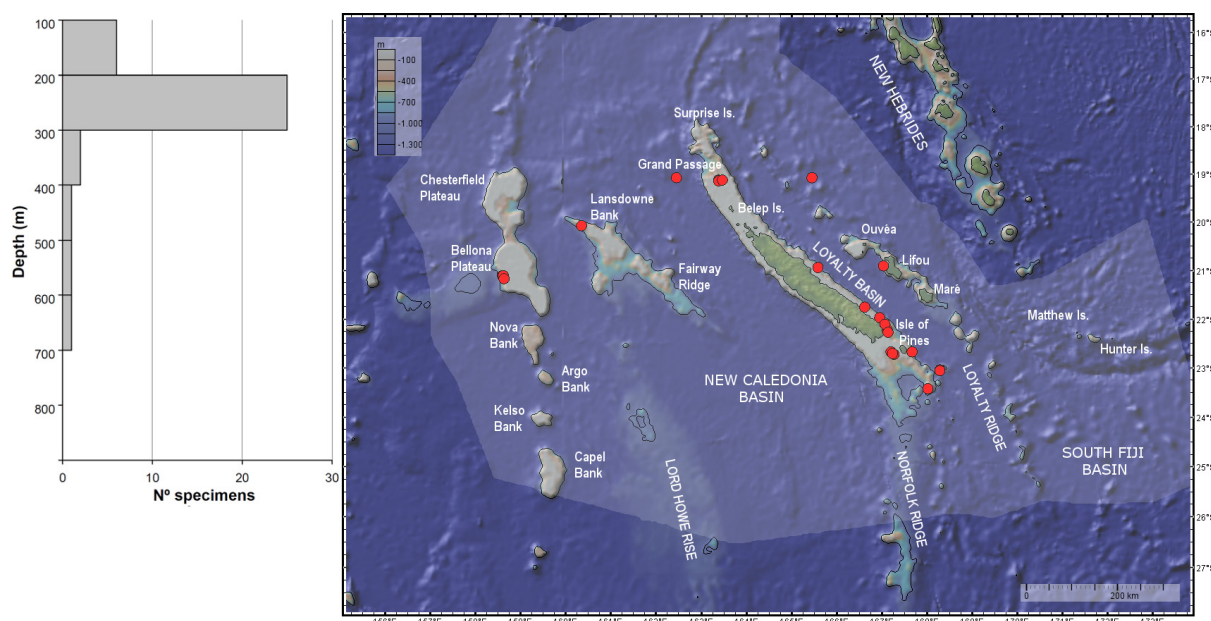 100
200
300
400
500
600
700
800
Depth (m)
0
10
20
30
Nº specimens
m
-100
-400
-700
-1.000
-1.300
Surprise Is.
Grand Passage
Chesterfield
Plateau
Lansdowne
Bank
Belep Is.
Bellona
Plateau
Fairway
Ridge
Nova
Bank
Argo
Bank
Kelso
Bank
Capel
Bank
NEW CALEDONIA
BASIN
LORD HOWE RISE
NEW HEBRIDES
Ouvéa
Lifou
Maré
LOYALTY BASIN
Isle of
Pines
Matthew Is.
Hunter Is.
LOYALTY RIDGE
NORFOLK RIDGE
SOUTH FIJI
BASIN
16°S
17°S
18°S
19°S
20°S
21°S
22°S
23°S
24°S
25°S
26°S
27°S
0
200 km